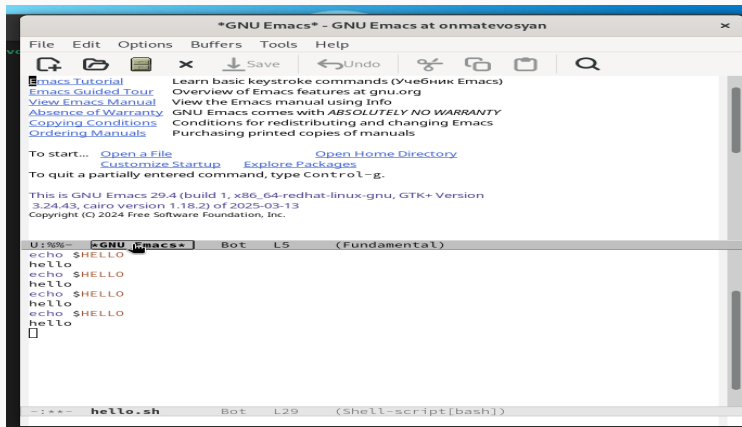 *GNU Emacs* - GNU Emacs at onmatevosyan
File Edit Options Buffers Tools Help
Save Undo
Emacs Tutorial Learn basic keystroke commands (Учебник Emacs)
Emacs Guided Tour Overview of Emacs features at gnu.org
View Emacs Manual View the Emacs manual using Info
Absence of Warranty GNU Emacs comes with ABSOLUTELY NO WARRANTY
Copying Conditions Conditions for redistributing and changing Emacs
Ordering Manuals Purchasing printed copies of manuals
To start... Open a File Open Home Directory
Customize Startup Explore Packages
To quit a partially entered command, type Control-g.
This is GNU Emacs 29.4 (build 1, x86_64-redhat-linux-gnu, GTK+ Version
3.24.43, cairo version 1.18.2) of 2025-03-13
Copyright (C) 2024 Free Software Foundation, Inc.
U:%%- *GNU Emacs* Bot L5 (Fundamental)
echo $HELLO
hello
echo $HELLO
hello
echo $HELLO
hello
echo $HELLO
hello
-:**- hello.sh Bot L29 (Shell-script[bash])